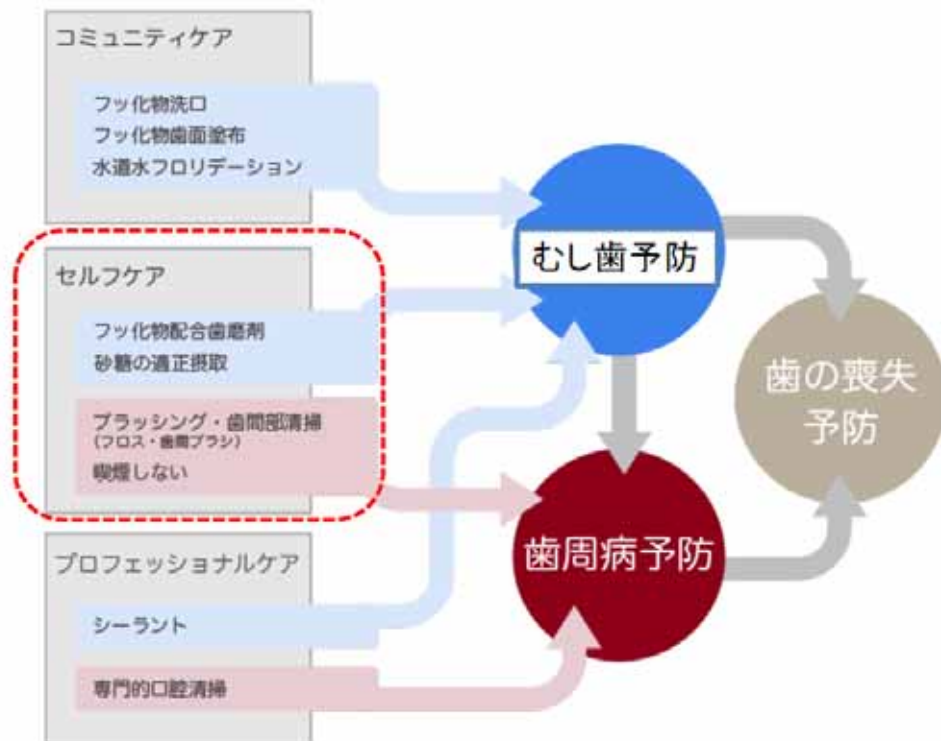 コミュニティケア
フッ化物洗口
フッ化物歯面塗布
水道水フロリデーション
セルフケア
フッ化物配合歯磨剤
砂糖の適正摂取
ブラッシング・歯間部清掃
(フロス・歯間ブラシ)
喫煙しない
プロフェッショナルケア
シーラント
専門的口腔清掃
むし歯予防
歯周病予防
歯の喪失
予防